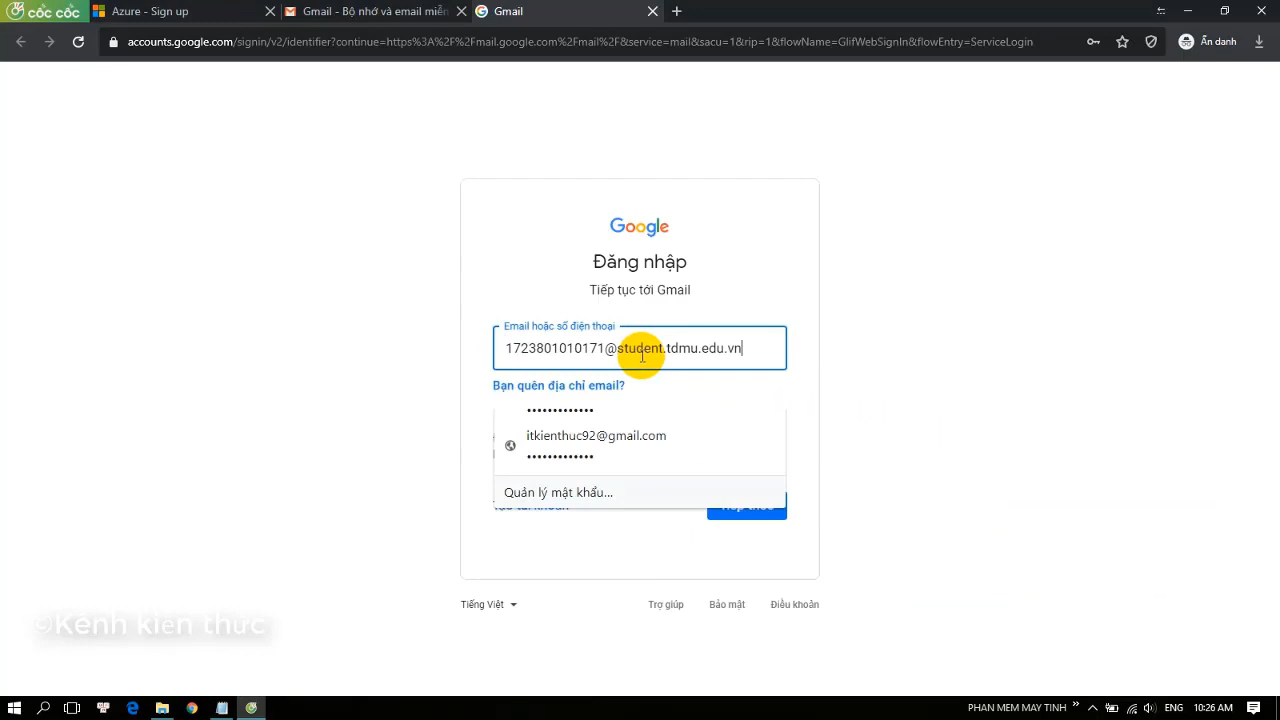 cốc cốc
Azure - Sign up
Gmail - Bộ nhớ và email miễn
Gmail
accounts.google.com/signin/v2/identifier?continue=https%3A%2F%2Fmail.google.com%2Fmail%2F&service=mail&sacu=1&rip=1&flowName=GlifWebSignIn&flowEntry=ServiceLogin
Ẩn danh
Google
Đăng nhập
Tiếp tục tới Gmail
Email hoặc số điện thoại
1723801010171@student.tdmu.edu.vn
Bạn quên địa chỉ email?
•••••••••••••
itkienthuc92@gmail.com
•••••••••••••
Quản lý mật khẩu...
Tiếng Việt
Trợ giúp
Bảo mật
Điều khoản
©Kênh kiến thức
PHAN MEM MAY TINH
ENG
10:26 AM